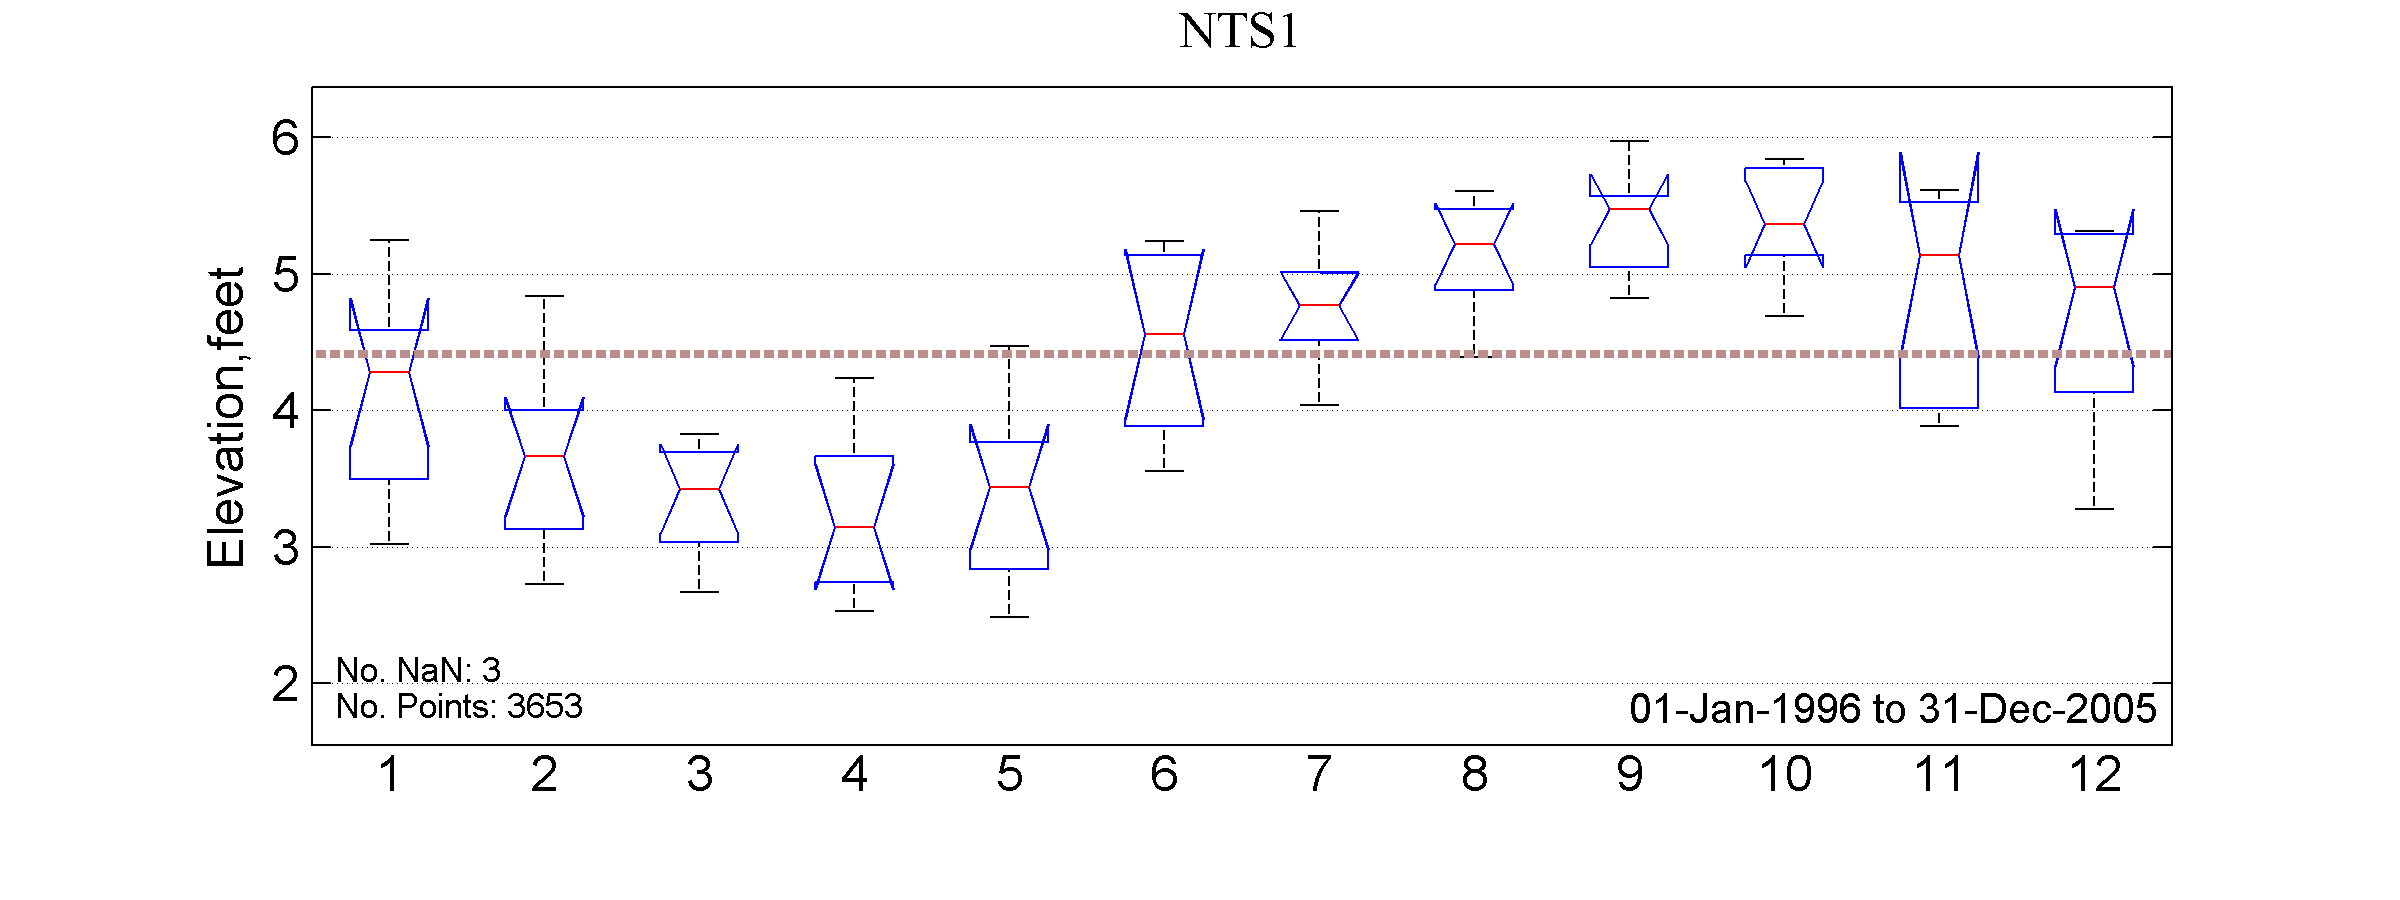 NTS1
Elevation,feet
6
5
4
3
2
No. NaN: 3
No. Points: 3653
01-Jan-1996 to 31-Dec-2005
1 2 3 4 5 6 7 8 9 10 11 12